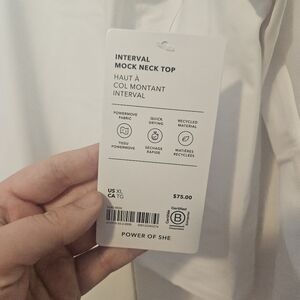 INTERVAL
MOCK NECK TOP
HAUT À
COL MONTANT
INTERVAL
POWERMOVE
FABRIC
QUICK
DRYING
RECYCLED
MATERIAL
TISSU
POWERMOVE
SÉCHAGE
RAPIDE
MATIÈRES
RECYCLÉES
US XL
CA TG
$75.00
Certified
B
POWER OF SHE